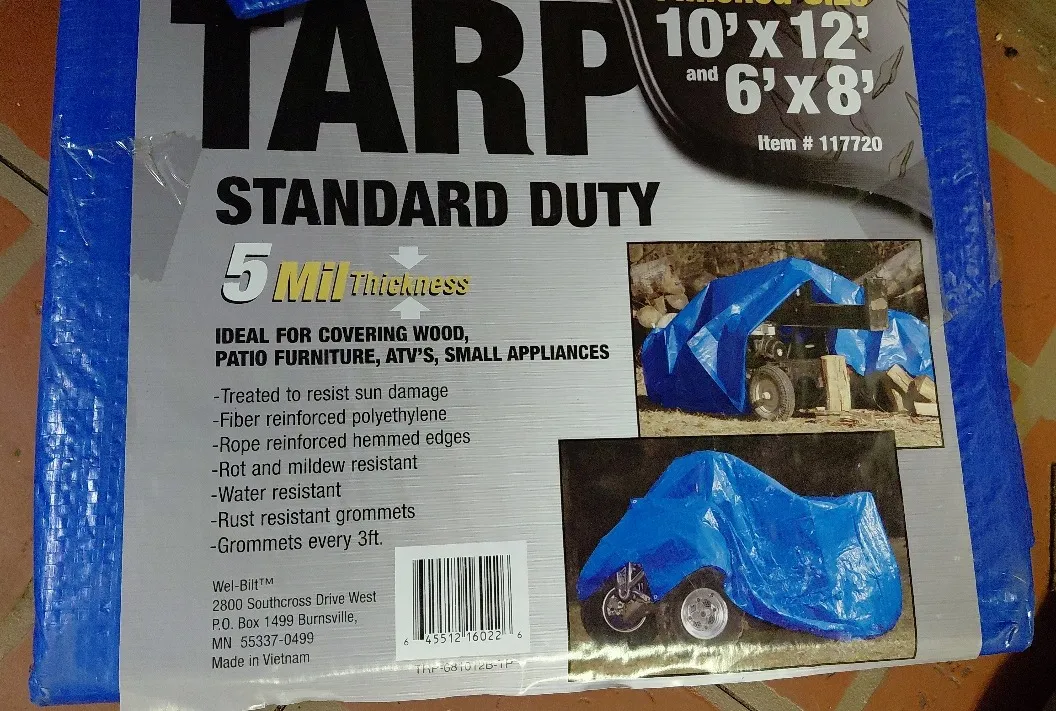 TARP
Finished Size
10' x 12'
and
6' x 8'
Item # 117720
STANDARD DUTY
5 Mil Thickness
IDEAL FOR COVERING WOOD,
PATIO FURNITURE, ATV'S, SMALL APPLIANCES
-Treated to resist sun damage
-Fiber reinforced polyethylene
-Rope reinforced hemmed edges
-Rot and mildew resistant
-Water resistant
-Rust resistant grommets
-Grommets every 3ft.
Wel-Bilt™
2800 Southcross Drive West
P.O. Box 1499 Burnsville,
MN 55337-0499
Made in Vietnam
6 45512 16022 6